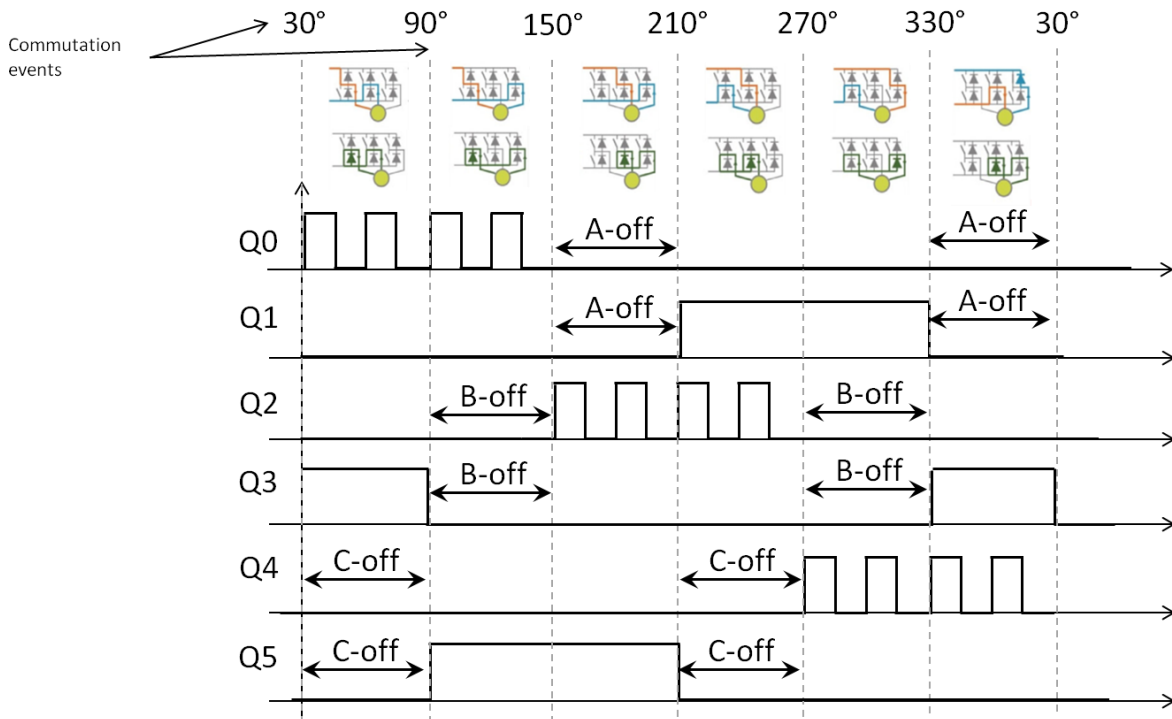 30° 90° 150° 210° 270° 330° 30°
Commutation
events
Q0 A-off A-off
Q1 A-off A-off
Q2 B-off B-off
Q3 B-off B-off
Q4 C-off C-off
Q5 C-off C-off